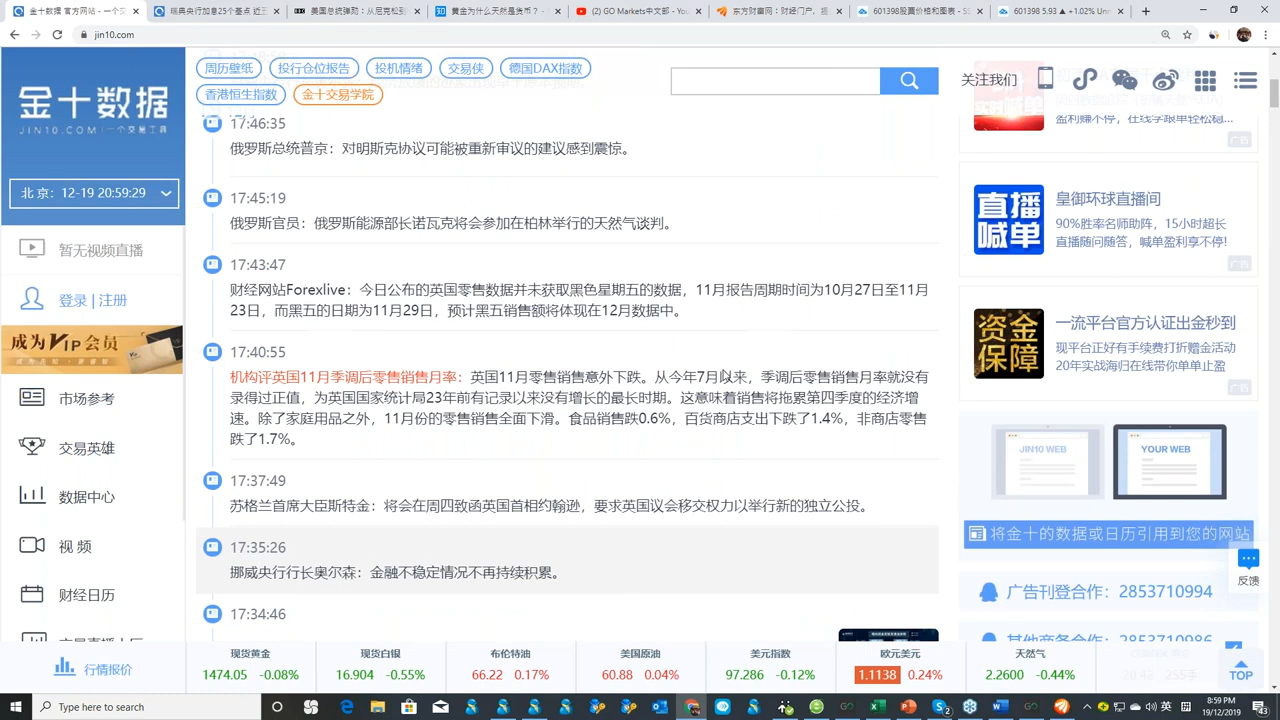 金十数据 官方网站 - 一个交
瑞典央行加息25个基点 近五
美国总统弹劾：从尼克松到
黄金为什么天然是货币？ -
(2) GO Markets中文部 - You
东方财富网：财经门户，提
601398股票价格和图表 - SS
601398 5.93 ▲+1.02% Unn
jin10.com
金十数据
JIN10.COM | 一个交易工具
北京: 12-19 20:59:29
暂无视频直播
登录 | 注册
成为Vip会员
市场参考
交易英雄
数据中心
视 频
财经日历
行情报价
周历壁纸
投行仓位报告
投机情绪
交易侠
德国DAX指数
香港恒生指数
金十交易学院
17:46:35
俄罗斯总统普京：对明斯克协议可能被重新审议的建议感到震惊。
17:45:19
俄罗斯官员：俄罗斯能源部长诺瓦克将会参加在柏林举行的天然气谈判。
17:43:47
财经网站Forexlive：今日公布的英国零售数据并未获取黑色星期五的数据，11月报告周期时间为10月27日至11月
23日，而黑五的日期为11月29日，预计黑五销售额将体现在12月数据中。
17:40:55
机构评英国11月季调后零售销售月率：英国11月零售销售意外下跌。从今年7月以来，季调后零售销售月率就没有
录得过正值，为英国国家统计局23年前有记录以来没有增长的最长时期。这意味着销售将拖累第四季度的经济增
速。除了家庭用品之外，11月份的零售销售全面下滑。食品销售跌0.6%，百货商店支出下跌了1.4%，非商店零售
跌了1.7%。
17:37:49
苏格兰首席大臣斯特金：将会在周四致函英国首相约翰逊，要求英国议会移交权力以举行新的独立公投。
17:35:26
挪威央行行长奥尔森：金融不稳定情况不再持续积累。
17:34:46
关注我们
盈利赚不停，在线学跟单轻松稳...
广告
直播
喊单
皇御环球直播间
90%胜率名师助阵，15小时超长
直播随问随答，喊单盈利享不停!
广告
资金
保障
一流平台官方认证出金秒到
现平台正好有手续费打折赠金活动
20年实战海归在线带你单单止盈
广告
JIN10 WEB
YOUR WEB
将金十的数据或日历引用到您的网站
反馈
广告刊登合作：2853710994
其他商务合作：2853710986
TOP
现货黄金
1474.05 -0.08%
现货白银
16.904 -0.55%
布伦特油
66.22 0.17%
美国原油
60.88 0.04%
美元指数
97.286 -0.12%
欧元美元
1.1138 0.24%
天然气
2.2600 -0.44%
Type here to search
英
8:59 PM
19/12/2019